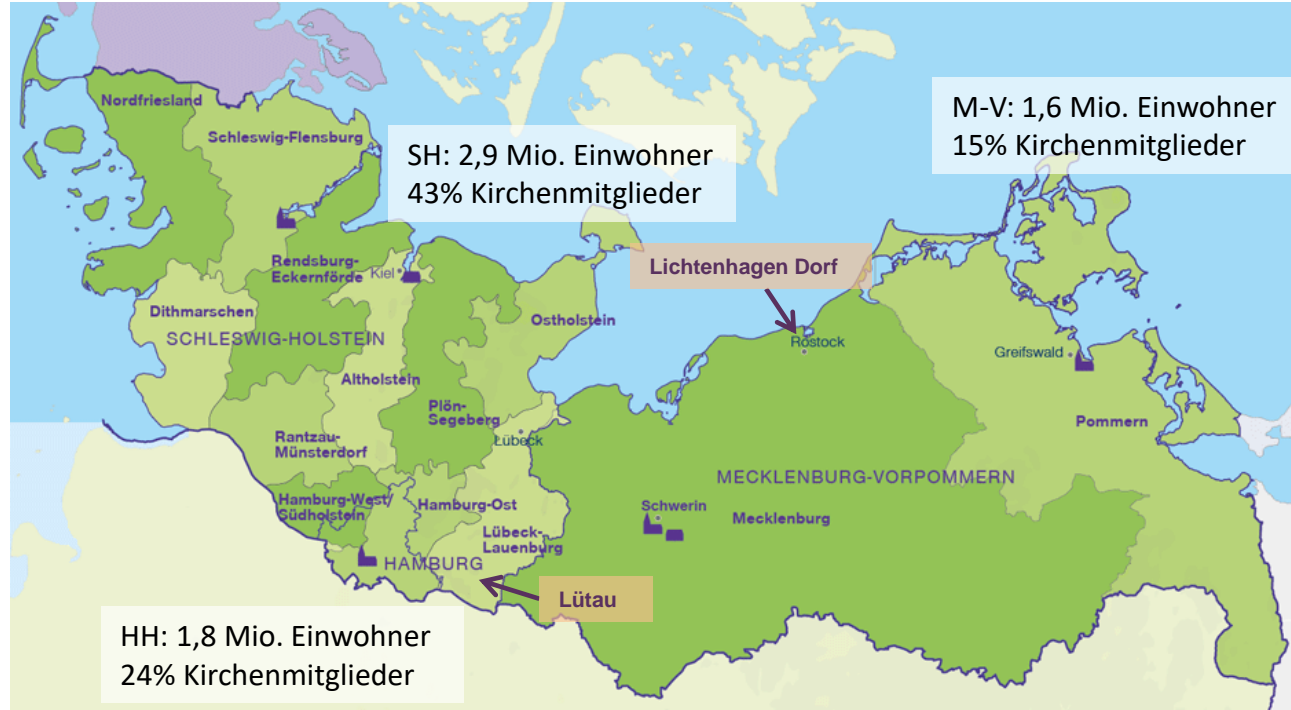 Nordfriesland
Schleswig-Flensburg
SH: 2,9 Mio. Einwohner
43% Kirchenmitglieder
M-V: 1,6 Mio. Einwohner
15% Kirchenmitglieder
Rendsburg-
Eckernförde
Kiel
Lichtenhagen Dorf
Dithmarschen
SCHLESWIG-HOLSTEIN
Ostholstein
Rostock
Greifswald
Altholstein
Plön-
Segeberg
Pommern
Rantzau-
Münsterdorf
Lübeck
MECKLENBURG-VORPOMMERN
Hamburg-West/
Südholstein
Hamburg-Ost
Schwerin
Mecklenburg
Lübeck-
Lauenburg
HAMBURG
Lütau
HH: 1,8 Mio. Einwohner
24% Kirchenmitglieder